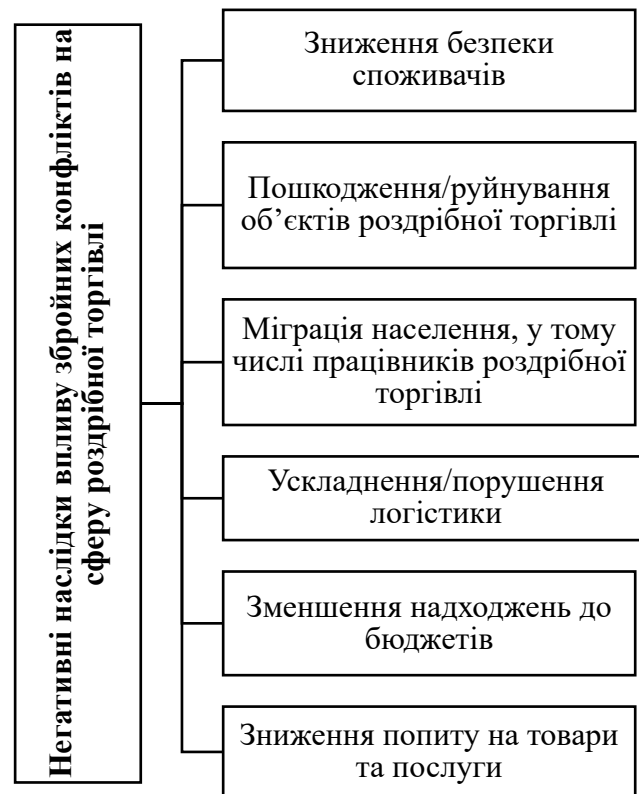 Негативні наслідки впливу збройних конфліктів на
сферу роздрібної торгівлі
Зниження безпеки
споживачів
Пошкодження/руйнування
об’єктів роздрібної торгівлі
Міграція населення, у тому
числі працівників роздрібної
торгівлі
Ускладнення/порушення
логістики
Зменшення надходжень до
бюджетів
Зниження попиту на товари
та послуги